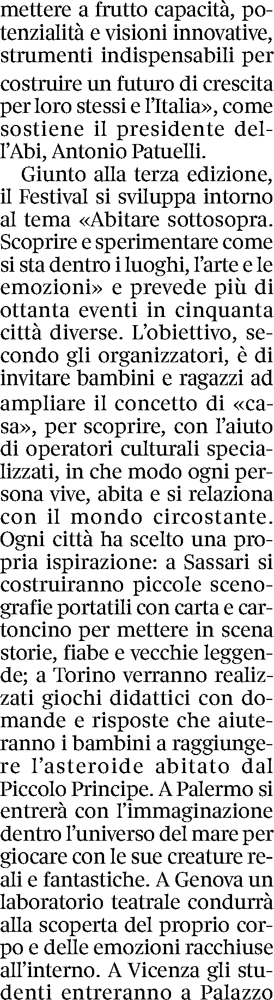 mettere a frutto capacità, po-
tenzialità e visioni innovative,
strumenti indispensabili per
costruire un futuro di crescita
per loro stessi e l'Italia», come
sostiene il presidente del-
l'Abi, Antonio Patuelli.
Giunto alla terza edizione,
il Festival si sviluppa intorno
al tema «Abitare sottosopra.
Scoprire e sperimentare come
si sta dentro i luoghi, l'arte e le
emozioni» e prevede più di
ottanta eventi in cinquanta
città diverse. L'obiettivo, se-
condo gli organizzatori, è di
invitare bambini e ragazzi ad
ampliare il concetto di «ca-
sa», per scoprire, con l'aiuto
di operatori culturali specia-
lizzati, in che modo ogni per-
sona vive, abita e si relaziona
con il mondo circostante.
Ogni città ha scelto una pro-
pria ispirazione: a Sassari si
costruiranno piccole sceno-
grafie portatili con carta e car-
toncino per mettere in scena
storie, fiabe e vecchie leggen-
de; a Torino verranno realiz-
zati giochi didattici con do-
mande e risposte che aiute-
ranno i bambini a raggiunge-
re l'asteroide abitato dal
Piccolo Principe. A Palermo si
entrerà con l'immaginazione
dentro l'universo del mare per
giocare con le sue creature re-
ali e fantastiche. A Genova un
laboratorio teatrale condurrà
alla scoperta del proprio cor-
po e delle emozioni racchiuse
all'interno. A Vicenza gli stu-
denti entreranno a Palazzo